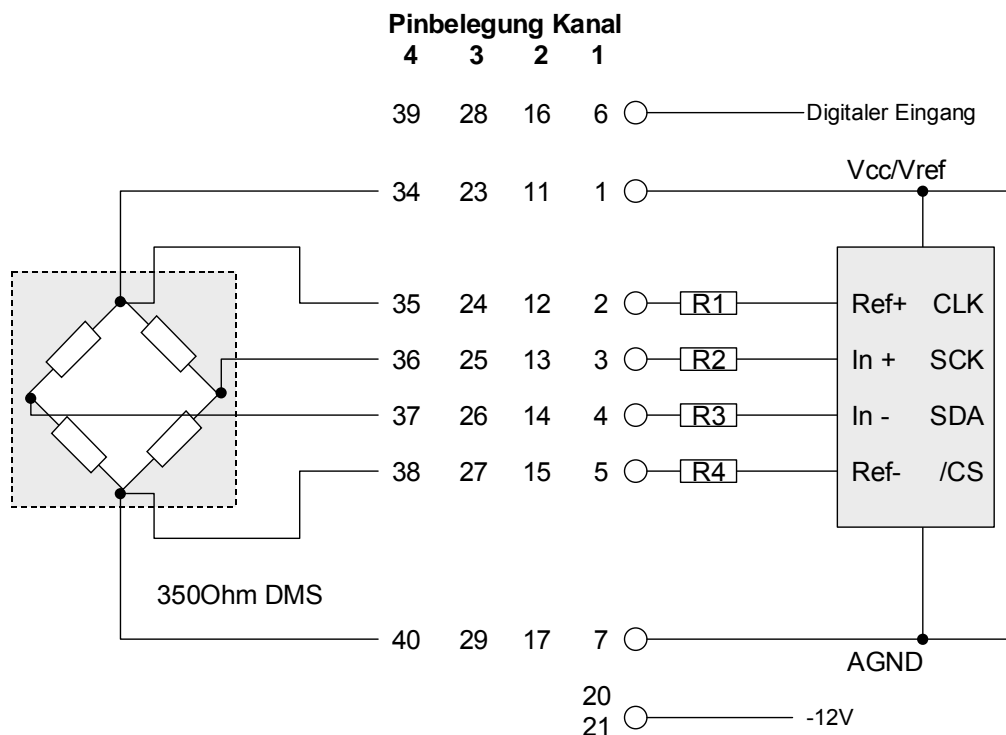 Pinbelegung Kanal
4 3 2 1
39 28 16 6 Digitaler Eingang
Vcc/Vref
34 23 11 1
35 24 12 2 R1 Ref+ CLK
36 25 13 3 R2 In + SCK
37 26 14 4 R3 In - SDA
38 27 15 5 R4 Ref- /CS
350Ohm DMS
40 29 17 7
AGND
20
21 -12V